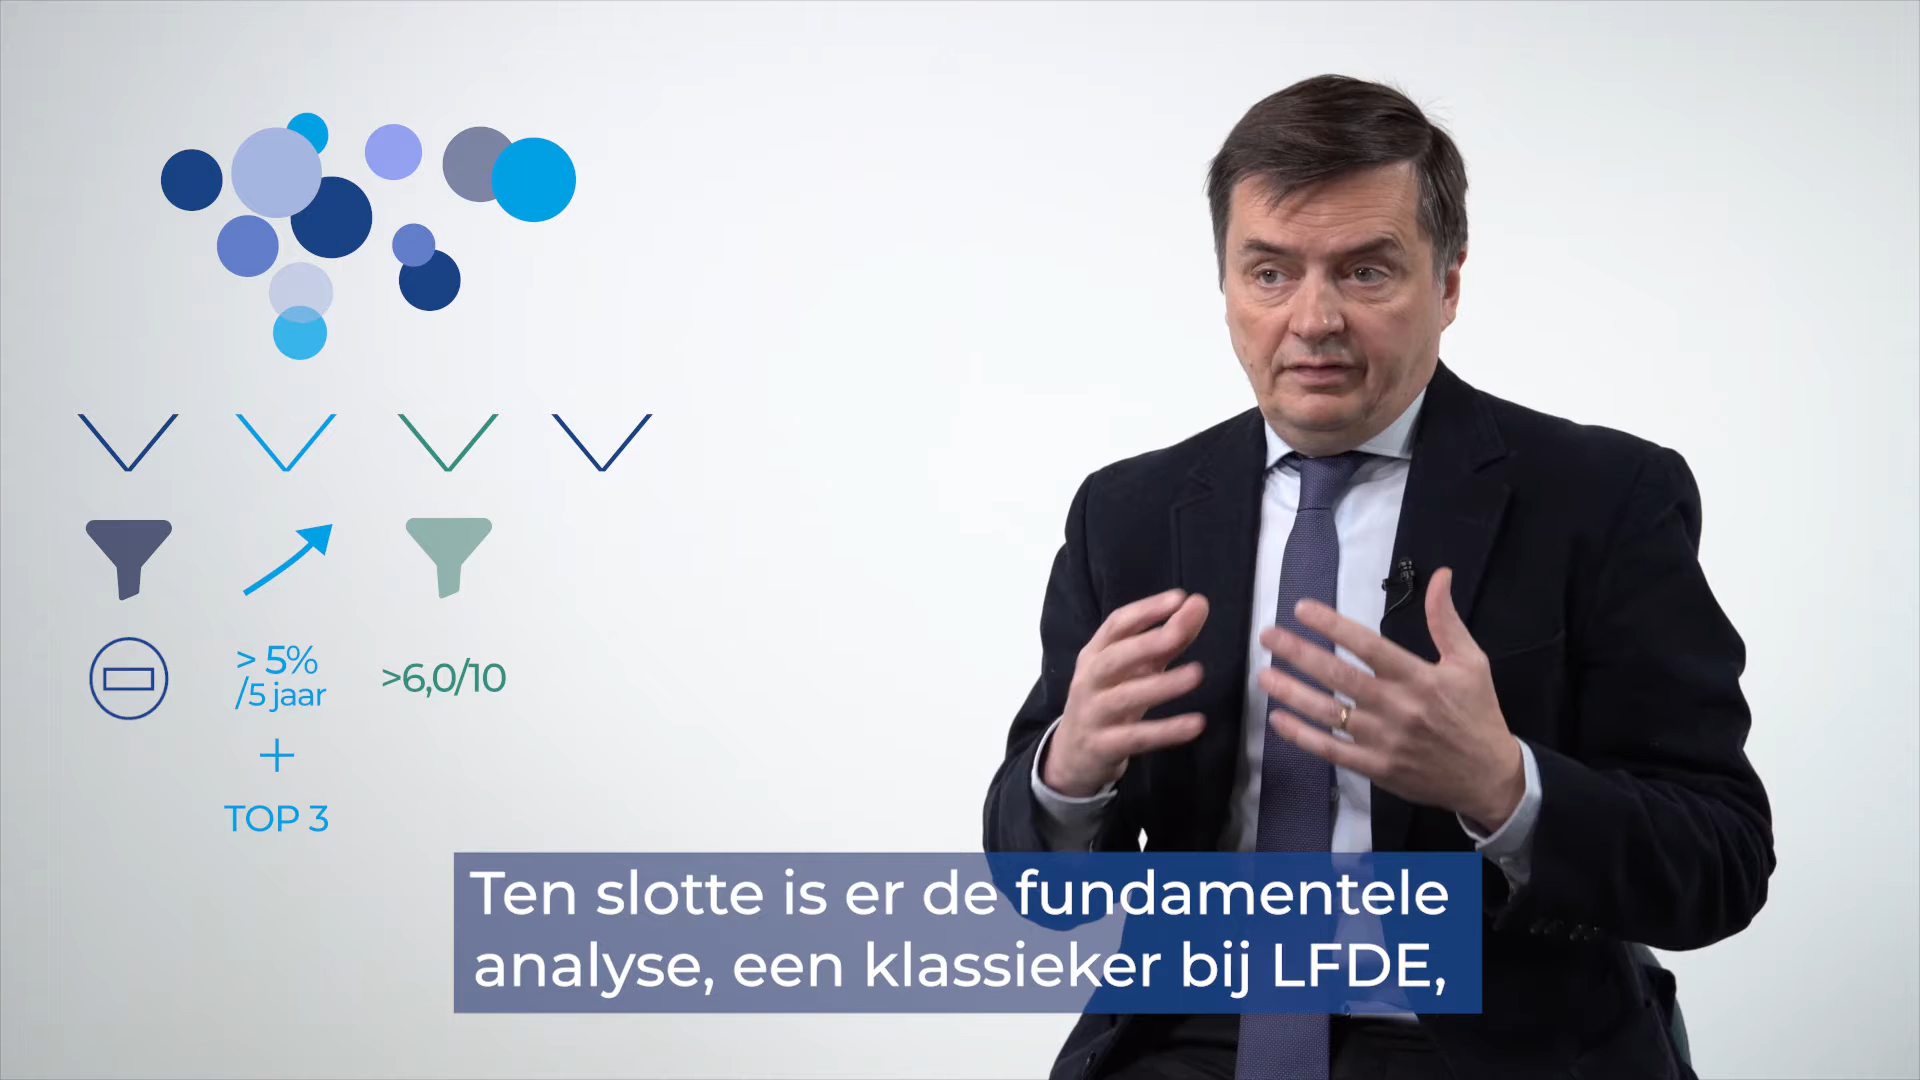 > 5%
/5 jaar
+
TOP 3
>6,0/10
Ten slotte is er de fundamentele
analyse, een klassieker bij LFDE,